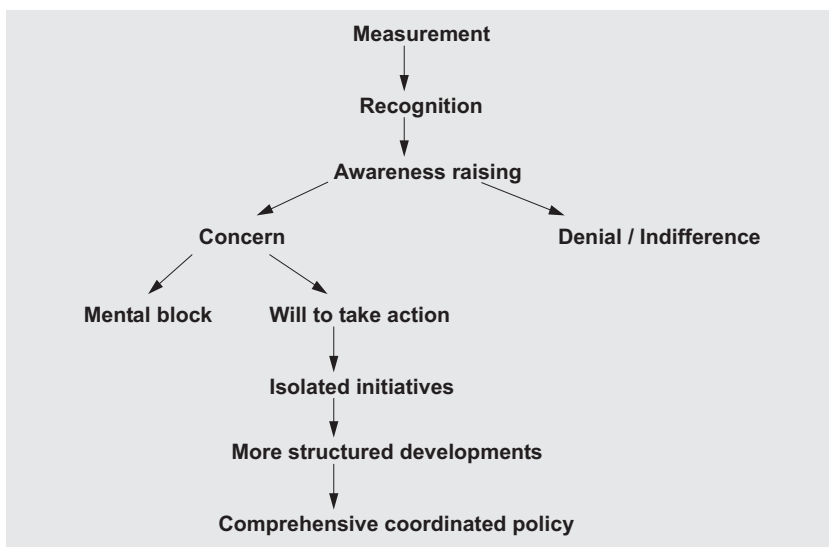 Measurement
Recognition
Awareness raising
Concern
Denial / Indifference
Mental block
Will to take action
Isolated initiatives
More structured developments
Comprehensive coordinated policy